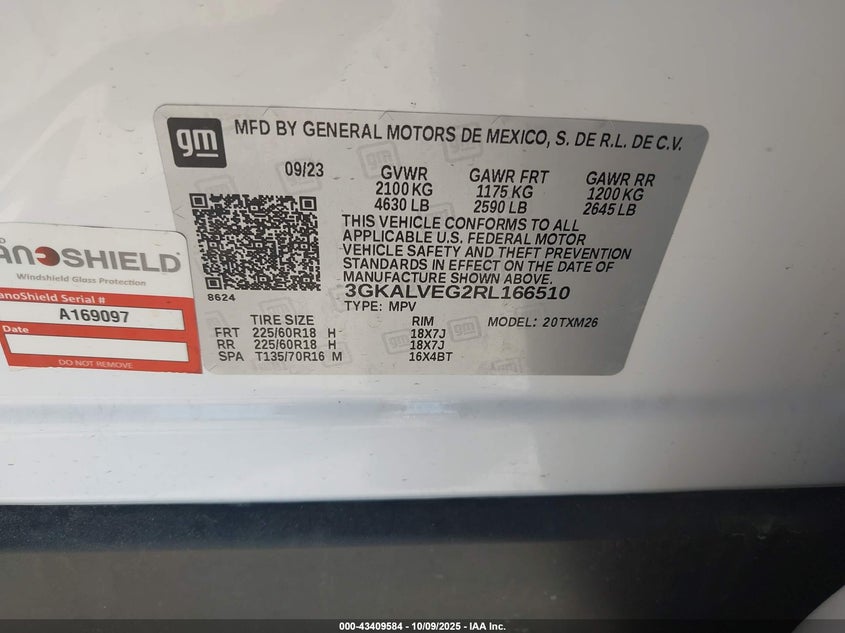 gm
MFD BY GENERAL MOTORS DE MEXICO, S. DE R.L. DE C.V.
09/23
GVWR GAWR FRT GAWR RR
2100 KG 1175 KG 1200 KG
4630 LB 2590 LB 2645 LB
THIS VEHICLE CONFORMS TO ALL
APPLICABLE U.S. FEDERAL MOTOR
VEHICLE SAFETY AND THEFT PREVENTION
STANDARDS IN EFFECT ON THE DATE OF
MANUFACTURE SHOWN ABOVE.
8624
3GKALVEG2RL166510
TYPE: MPV
TIRE SIZE RIM MODEL: 20TXM26
FRT 225/60R18 H 18X7J
RR 225/60R18 H 18X7J
SPA T135/70R16 M 16X4BT
ANOSHIELD
Windshield Glass Protection
anoShield Serial #
A169097
Date
DO NOT REMOVE
000-43409584 | 10/09/2025 - IAA Inc.